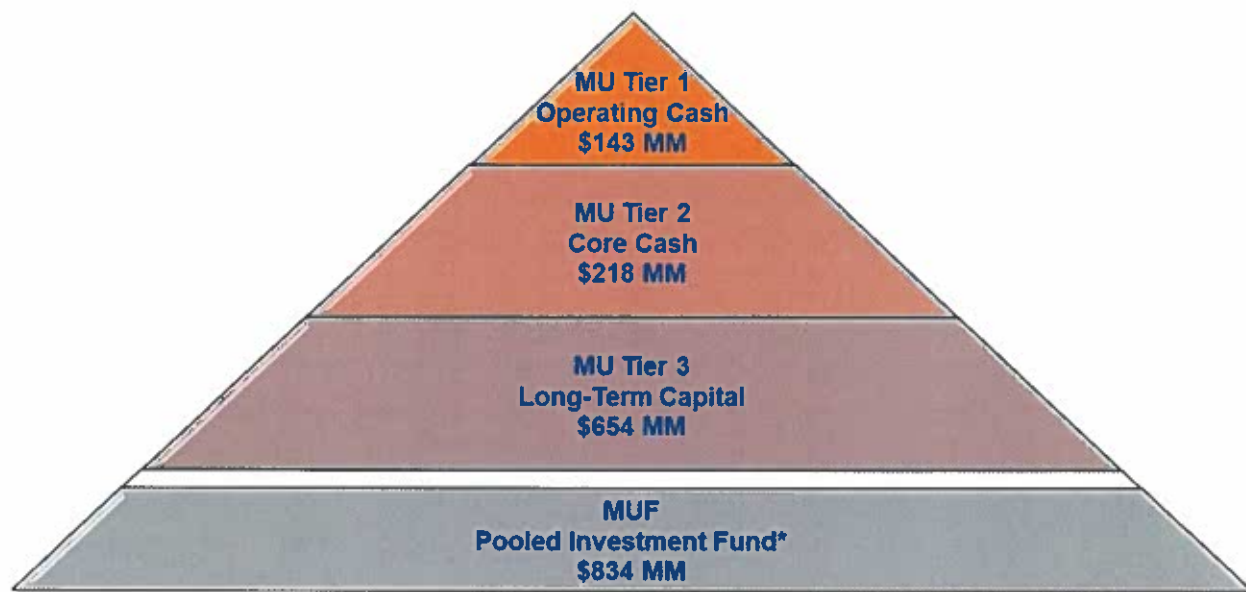 MU Tier 1
Operating Cash
$143 MM
MU Tier 2
Core Cash
$218 MM
MU Tier 3
Long-Term Capital
$654 MM
MUF
Pooled Investment Fund*
$834 MM